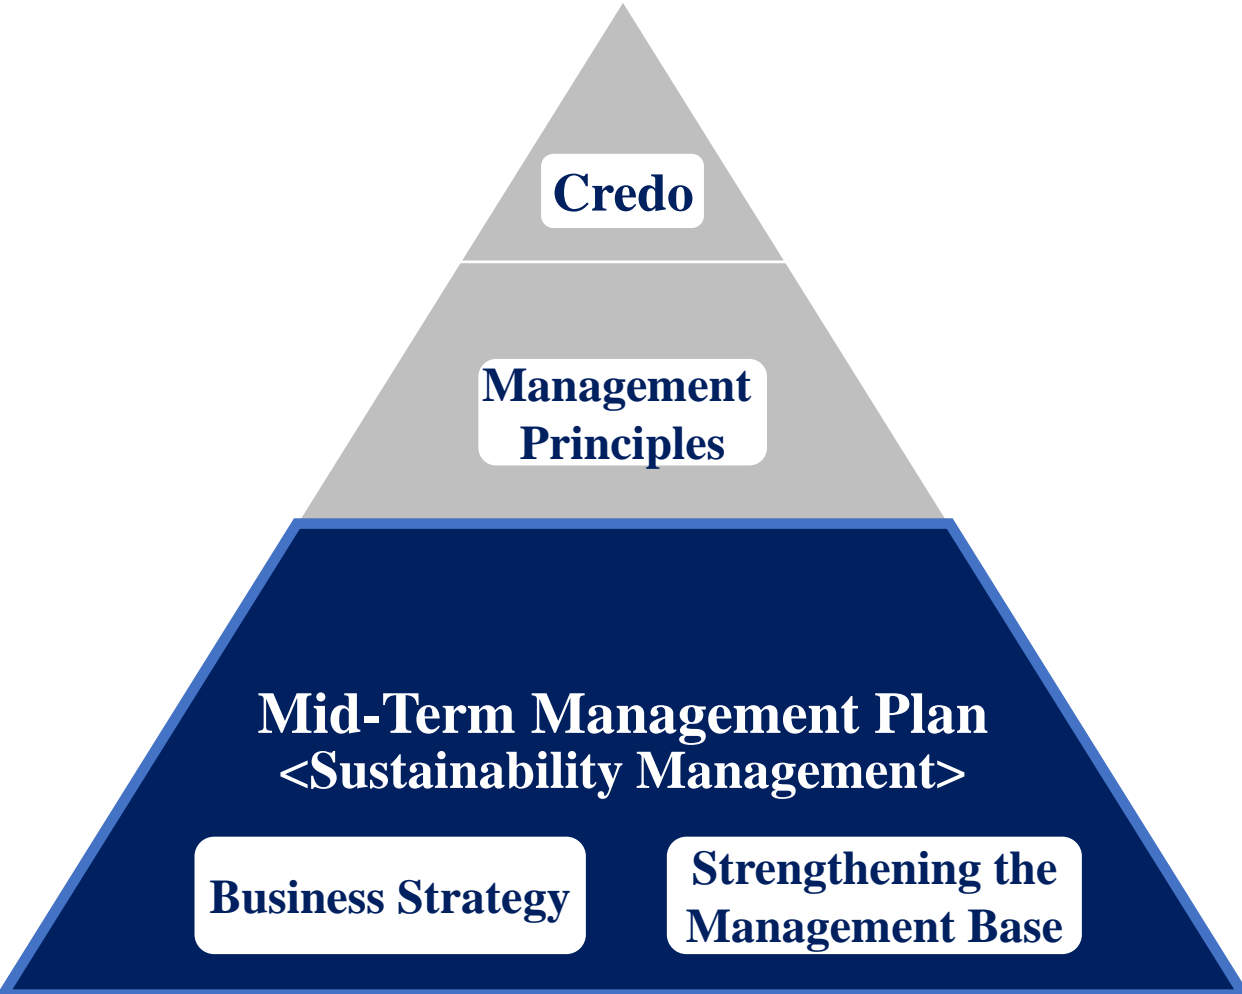 Credo
Management
Principles
Mid-Term Management Plan
<Sustainability Management>
Business Strategy
Strengthening the
Management Base